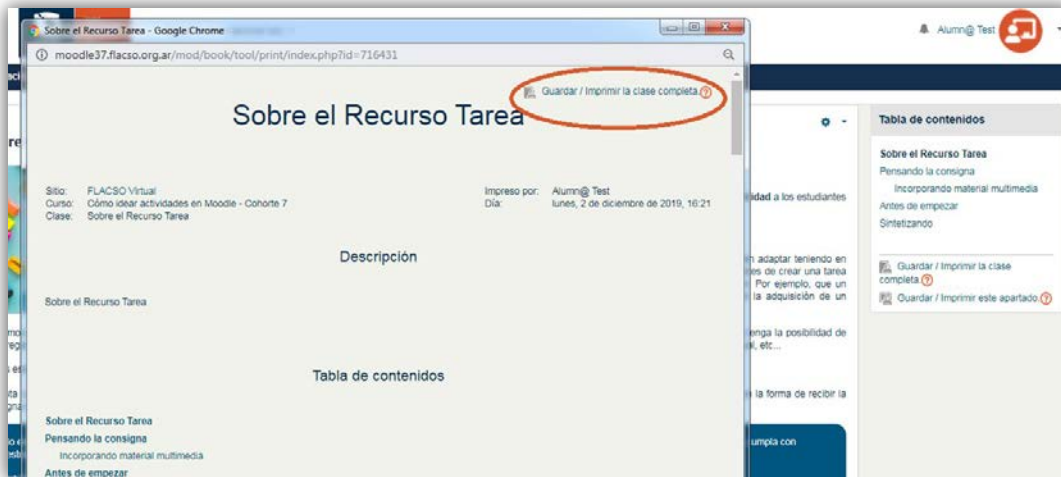 Sobre el Recurso Tarea - Google Chrome
moodle37.flacso.org.ar/mod/book/tool/print/index.php?id=716431
Guardar / Imprimir la clase completa.
Sobre el Recurso Tarea
Sitio: FLACSO Virtual
Curso: Cómo idear actividades en Moodle - Cohorte 7
Clase: Sobre el Recurso Tarea
Impreso por: Alumn@ Test
Día: lunes, 2 de diciembre de 2019, 16:21
Descripción
Sobre el Recurso Tarea
Tabla de contenidos
Sobre el Recurso Tarea
Pensando la consigna
Incorporando material multimedia
Antes de empezar
Alumn@ Test
a los estudiantes
adaptar teniendo en
de crear una tarea
Por ejemplo, que un
la adquisición de un
la posibilidad de
etc...
la forma de recibir la
con
Tabla de contenidos
Sobre el Recurso Tarea
Pensando la consigna
Incorporando material multimedia
Antes de empezar
Sintetizando
Guardar / Imprimir la clase
completa.
Guardar / Imprimir este apartado.